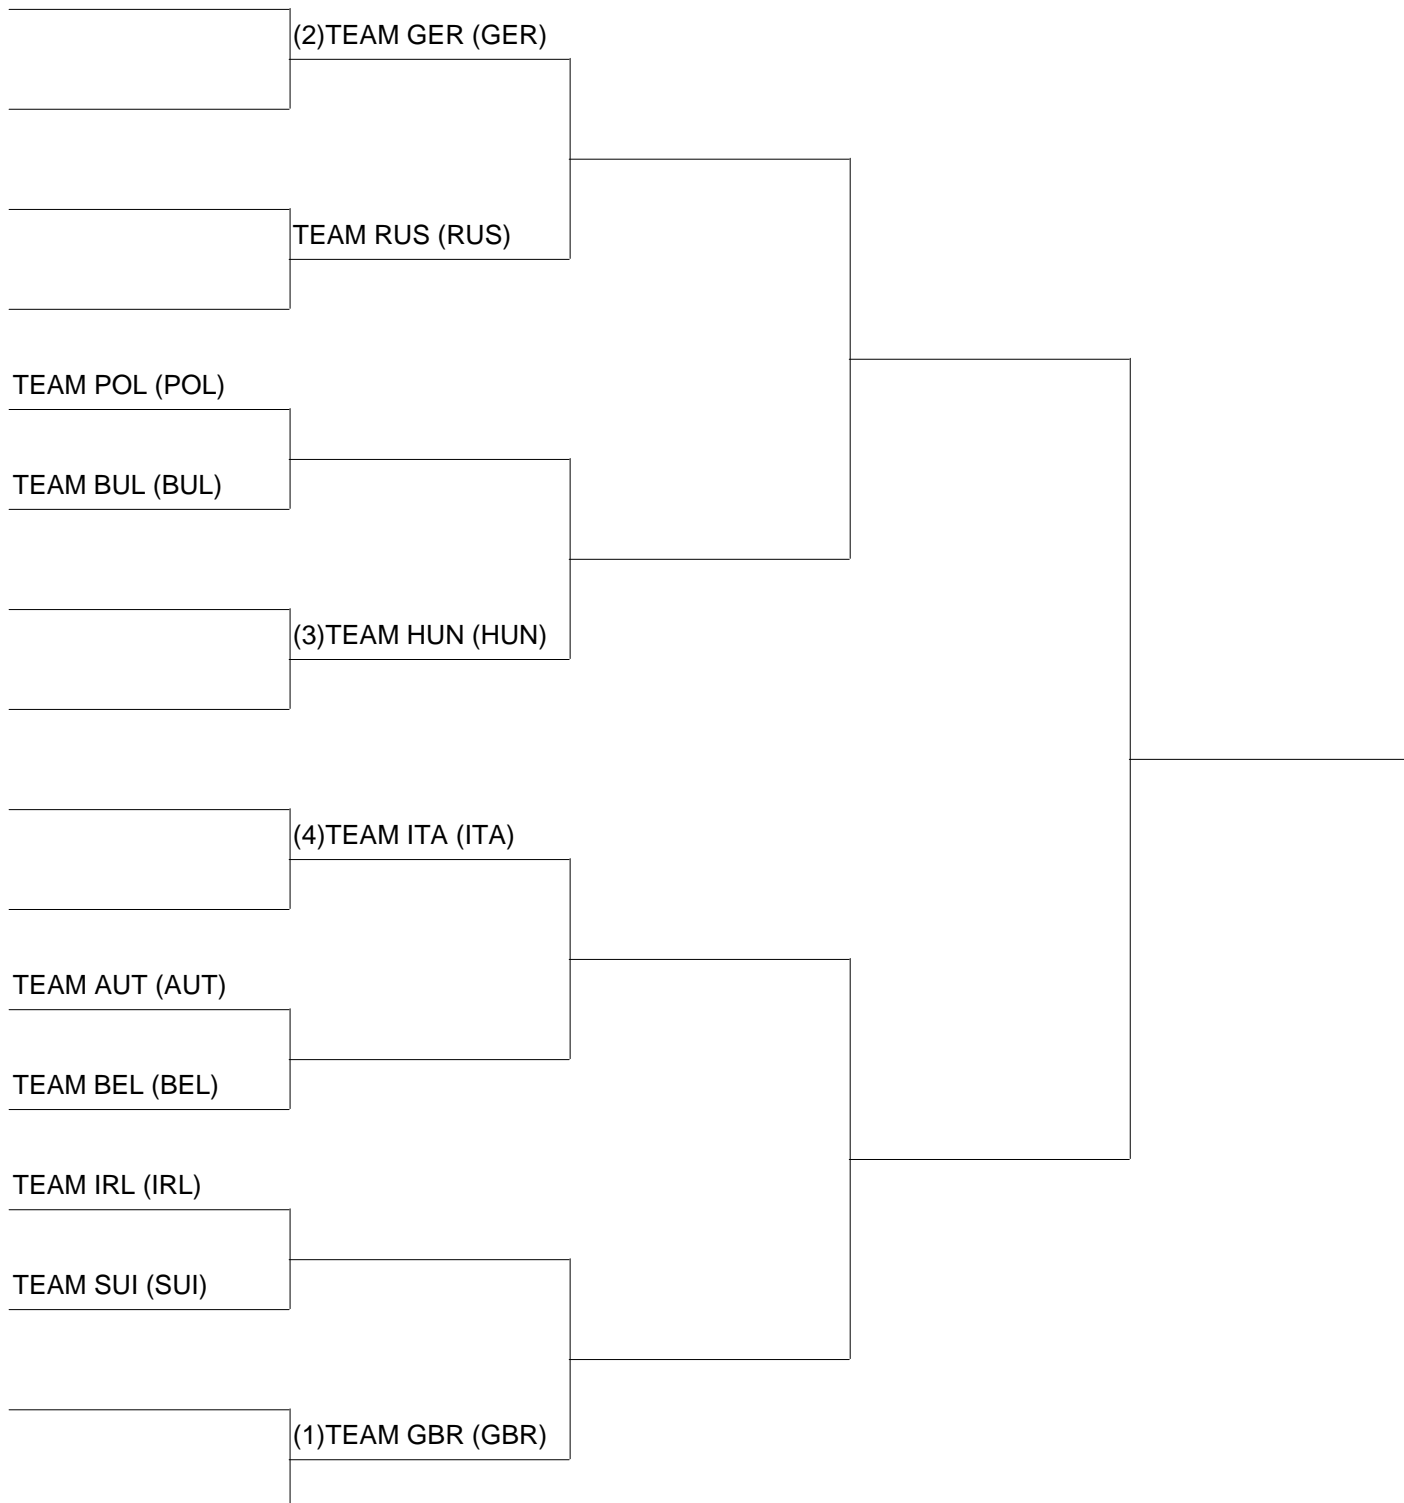 (2)TEAM GER (GER)
TEAM RUS (RUS)
TEAM POL (POL)
TEAM BUL (BUL)
(3)TEAM HUN (HUN)
(4)TEAM ITA (ITA)
TEAM AUT (AUT)
TEAM BEL (BEL)
TEAM IRL (IRL)
TEAM SUI (SUI)
(1)TEAM GBR (GBR)